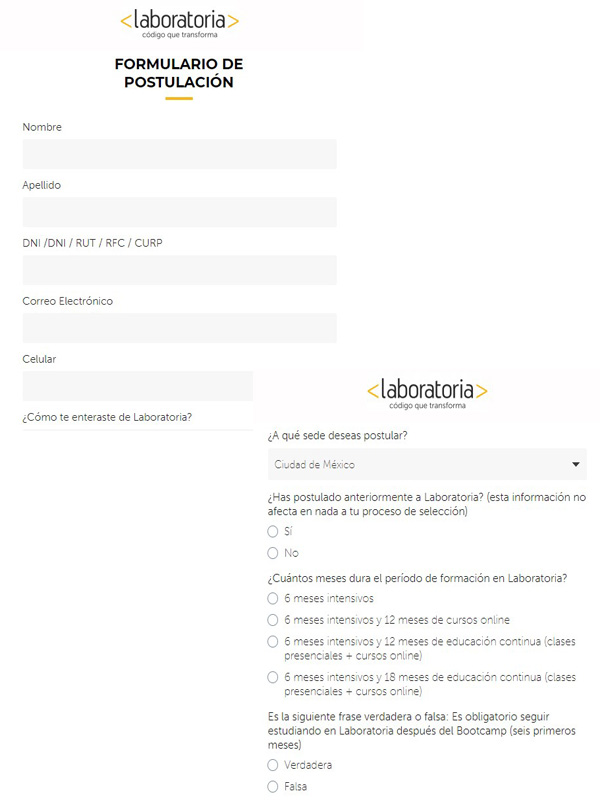 <laboratoria>
código que transforma
FORMULARIO DE
POSTULACIÓN
Nombre
Apellido
DNI /DNI / RUT / RFC / CURP
Correo Electrónico
Celular
¿Cómo te enteraste de Laboratoria?
<laboratoria>
código que transforma
¿A qué sede deseas postular?
Ciudad de México
¿Has postulado anteriormente a Laboratoria? (esta información no
afecta en nada a tu proceso de selección)
Sí
No
¿Cuántos meses dura el período de formación en Laboratoria?
6 meses intensivos
6 meses intensivos y 12 meses de cursos online
6 meses intensivos y 12 meses de educación continua (clases
presenciales + cursos online)
6 meses intensivos y 18 meses de educación continua (clases
presenciales + cursos online)
Es la siguiente frase verdadera o falsa: Es obligatorio seguir
estudiando en Laboratoria después del Bootcamp (seis primeros
meses)
Verdadera
Falsa